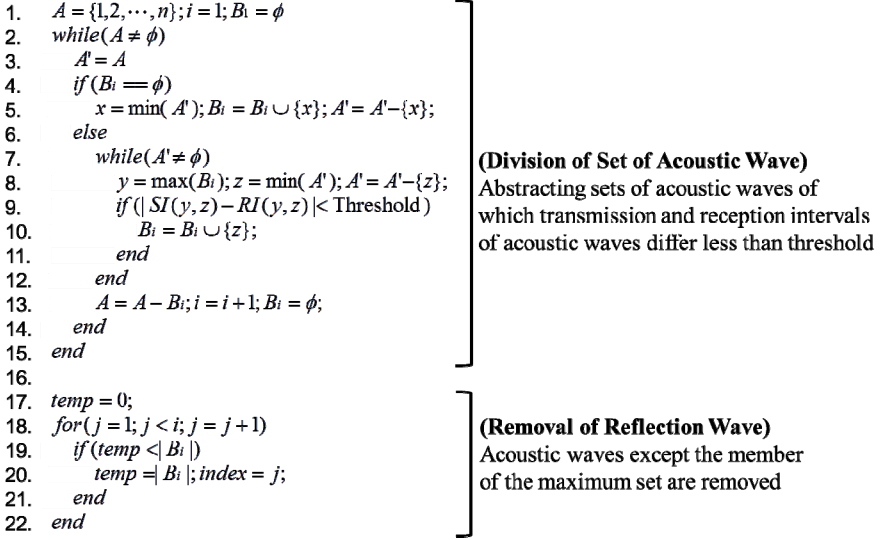 1. A = {1,2,⋯,n}; i = 1; B₁ = ϕ
2. while(A ≠ ϕ)
3. A' = A
4. if (Bᵢ == ϕ)
5. x = min( A'); Bᵢ = Bᵢ ∪ {x}; A' = A'−{x};
6. else
7. while(A' ≠ ϕ)
8. y = max(Bᵢ); z = min( A'); A' = A'−{z};
9. if (| SI(y,z) − RI(y,z) |< Threshold )
10. Bᵢ = Bᵢ ∪ {z};
11. end
12. end
13. A = A − Bᵢ; i = i +1; Bᵢ = ϕ;
14. end
15. end
16.
17. temp = 0;
18. for( j = 1; j < i; j = j +1)
19. if (temp <| Bᵢ |)
20. temp =| Bᵢ |; index = j;
21. end
22. end
(Division of Set of Acoustic Wave)
Abstracting sets of acoustic waves of
which transmission and reception intervals
of acoustic waves differ less than threshold
(Removal of Reflection Wave)
Acoustic waves except the member
of the maximum set are removed